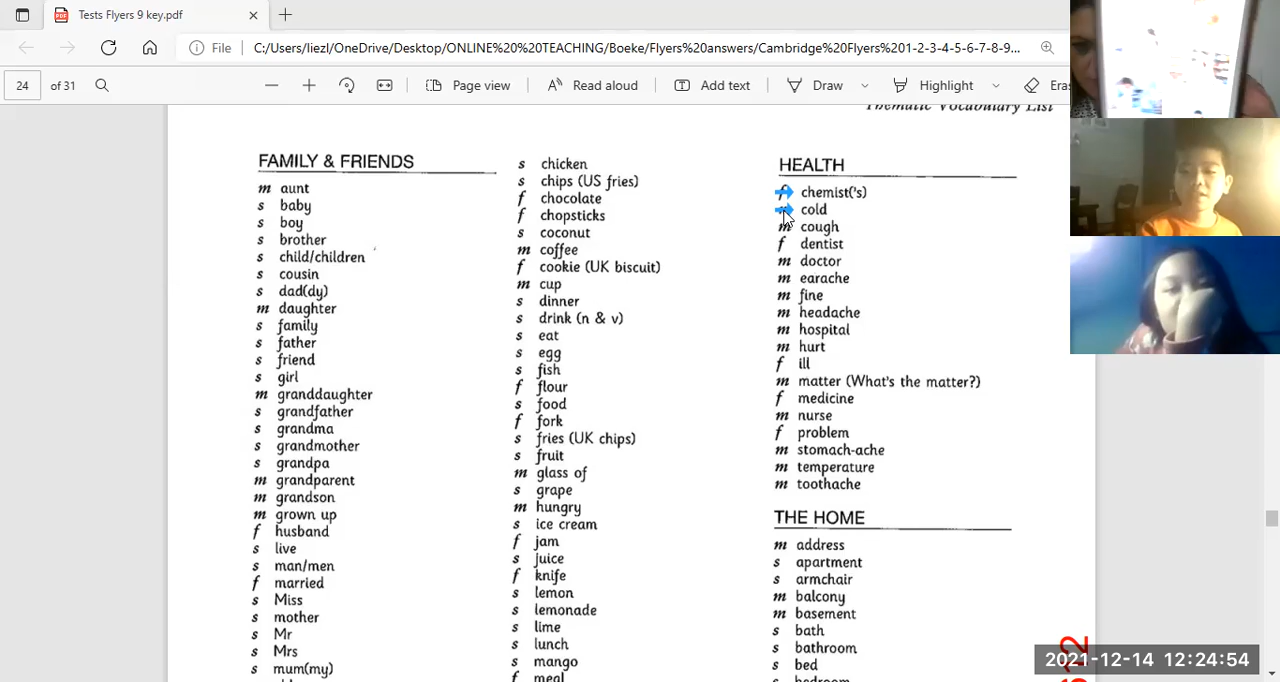 Tests Flyers 9 key.pdf
File
C:/Users/liezl/OneDrive/Desktop/ONLINE%20%20TEACHING/Boeke/Flyers%20answers/Cambridge%20Flyers%201-2-3-4-5-6-7-8-9...
24 of 31
Page view
Read aloud
Add text
Draw
Highlight
Eras
Thematic Vocabulary List
FAMILY & FRIENDS
m aunt
s baby
s boy
s brother
s child/children
s cousin
s dad(dy)
m daughter
s family
s father
s friend
s girl
m granddaughter
s grandfather
s grandma
s grandmother
s grandpa
m grandparent
m grandson
m grown up
f husband
s live
s man/men
f married
s Miss
s mother
s Mr
s Mrs
s mum(my)
s chicken
s chips (US fries)
f chocolate
f chopsticks
s coconut
m coffee
f cookie (UK biscuit)
m cup
s dinner
s drink (n & v)
s eat
s egg
s fish
f flour
s food
f fork
s fries (UK chips)
s fruit
m glass of
s grape
m hungry
s ice cream
f jam
s juice
f knife
s lemon
s lemonade
s lime
s lunch
s mango
f meal
HEALTH
f chemist('s)
cold
m cough
f dentist
m doctor
m earache
m fine
m headache
m hospital
m hurt
f ill
m matter (What's the matter?)
f medicine
m nurse
f problem
m stomach-ache
m temperature
m toothache
THE HOME
m address
s apartment
s armchair
m balcony
m basement
s bath
s bathroom
s bed
bedroom
2021-12-14 12:24:54